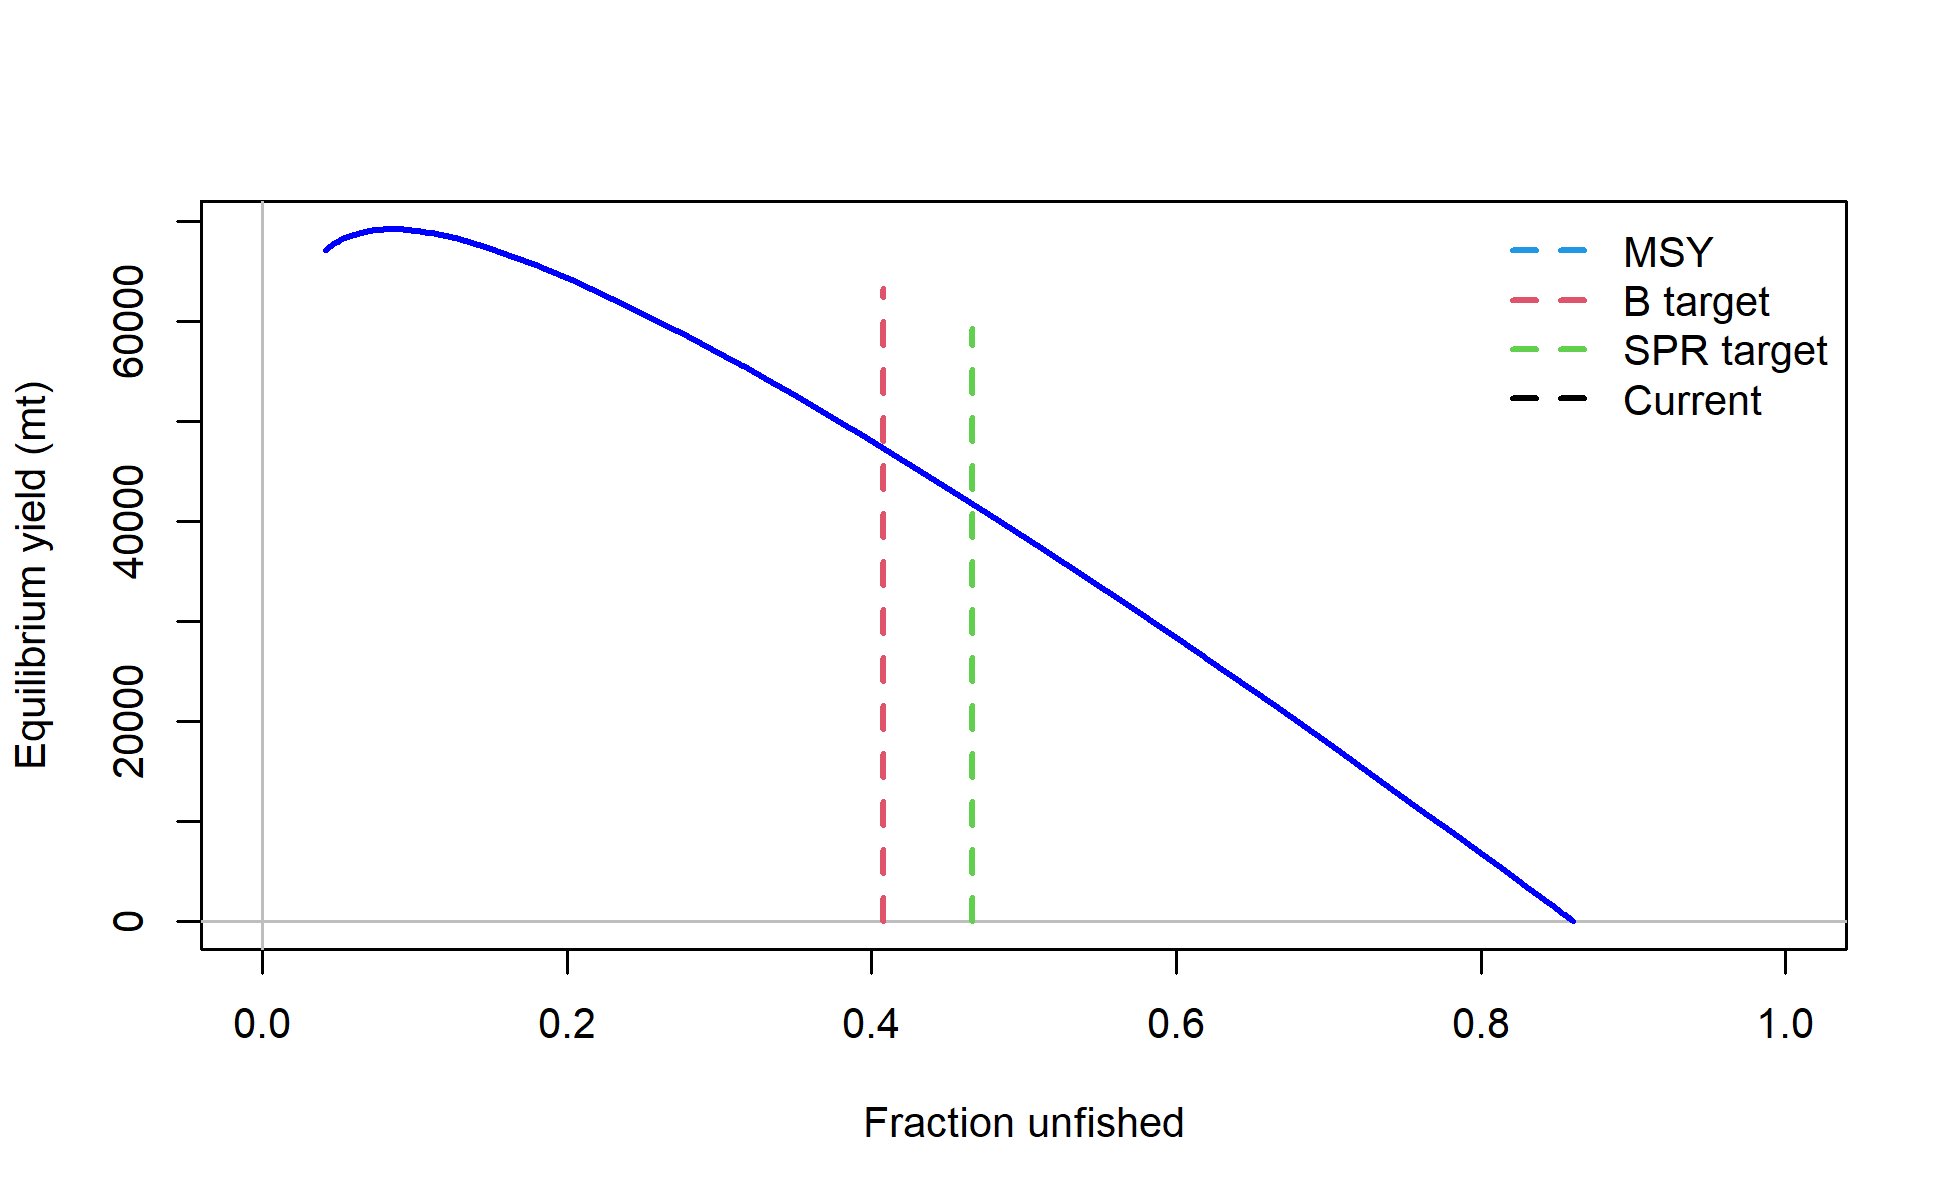 MSY
B target
SPR target
Current
60000
40000
20000
0
Equilibrium yield (mt)
0.0 0.2 0.4 0.6 0.8 1.0
Fraction unfished